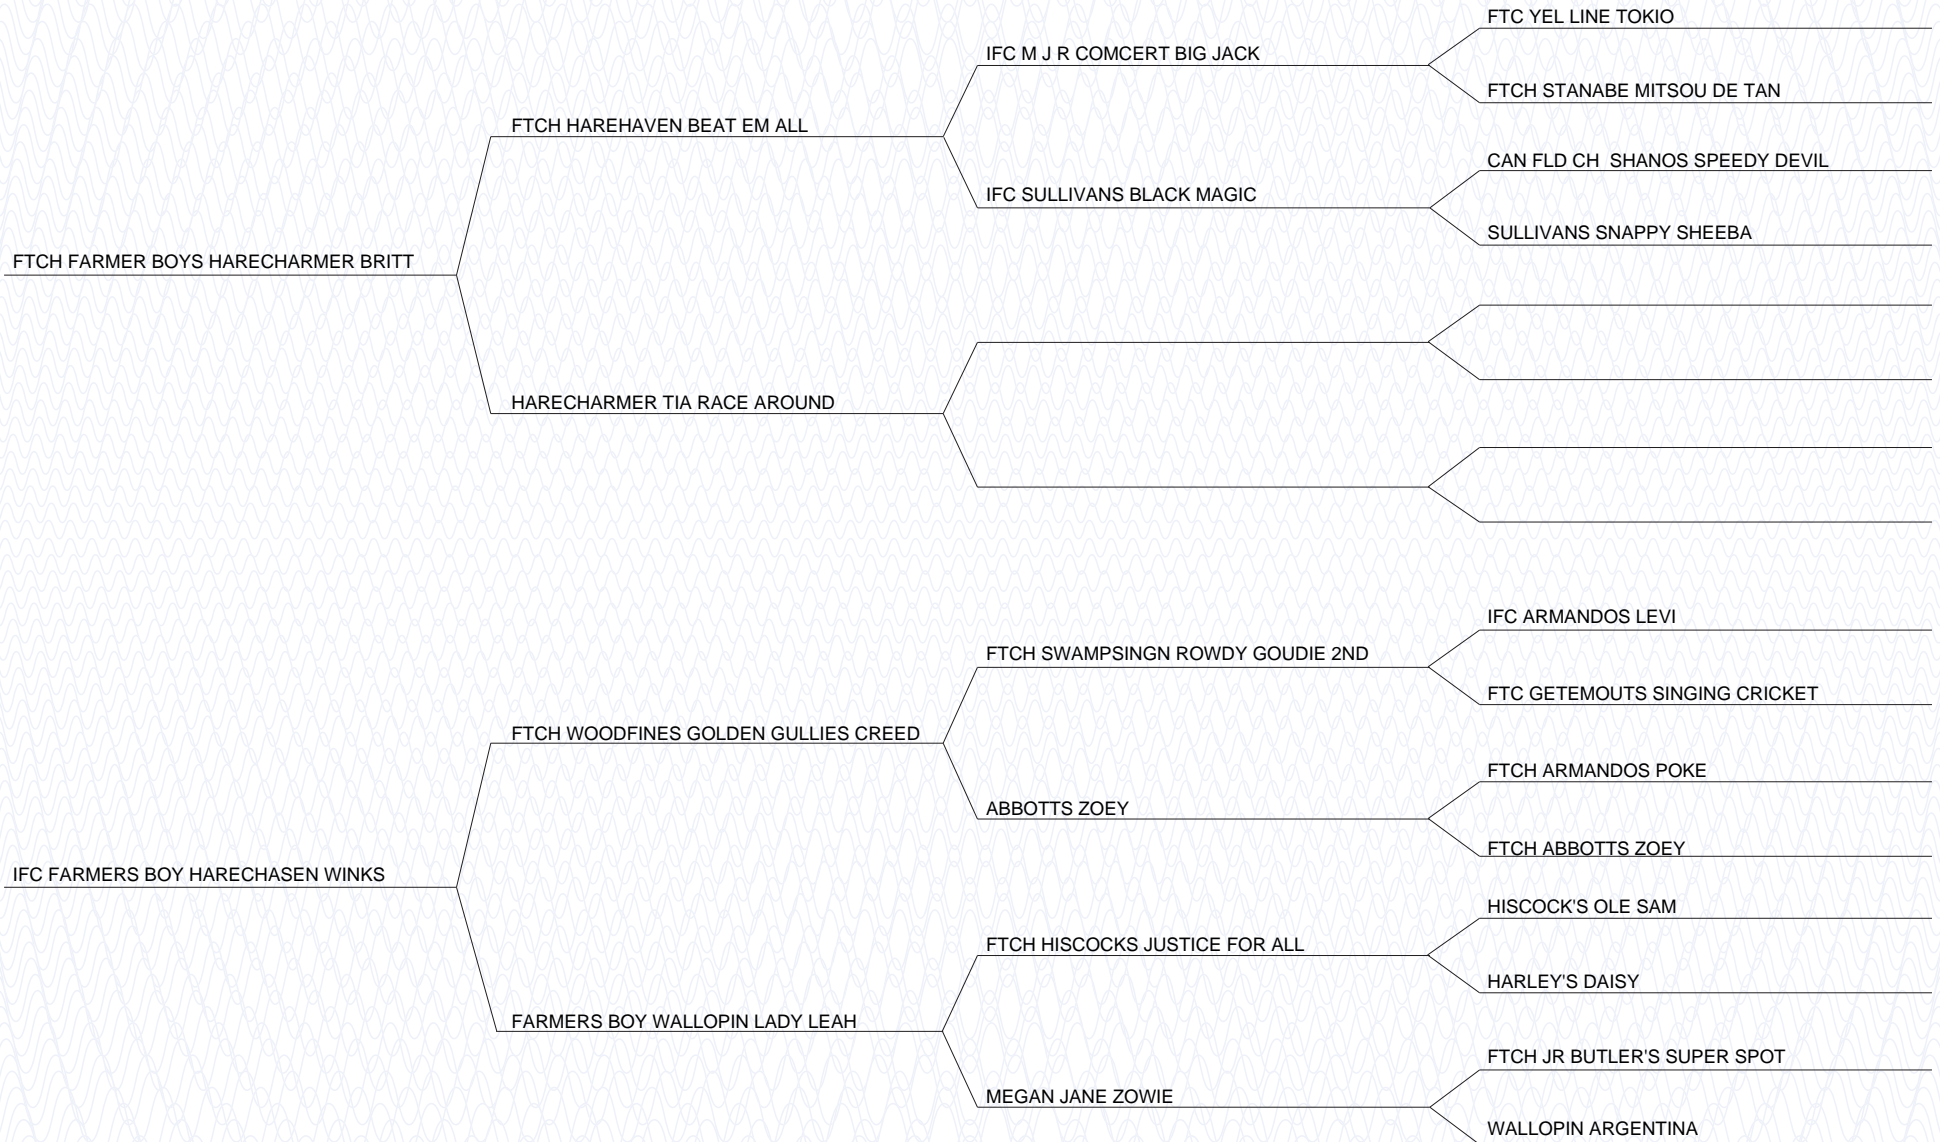 FTC YEL LINE TOKIO
IFC M J R COMCERT BIG JACK
FTCH STANABE MITSOU DE TAN
FTCH HAREHAVEN BEAT EM ALL
CAN FLD CH  SHANOS SPEEDY DEVIL
IFC SULLIVANS BLACK MAGIC
SULLIVANS SNAPPY SHEEBA
FTCH FARMER BOYS HARECHARMER BRITT
HARECHARMER TIA RACE AROUND
IFC ARMANDOS LEVI
FTCH SWAMPSINGN ROWDY GOUDIE 2ND
FTC GETEMOUTS SINGING CRICKET
FTCH WOODFINES GOLDEN GULLIES CREED
FTCH ARMANDOS POKE
ABBOTTS ZOEY
FTCH ABBOTTS ZOEY
IFC FARMERS BOY HARECHASEN WINKS
HISCOCK'S OLE SAM
FTCH HISCOCKS JUSTICE FOR ALL
HARLEY'S DAISY
FARMERS BOY WALLOPIN LADY LEAH
FTCH JR BUTLER'S SUPER SPOT
MEGAN JANE ZOWIE
WALLOPIN ARGENTINA